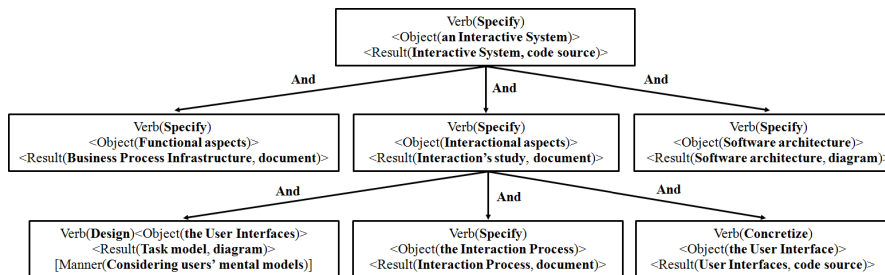 Verb(Specify)
<Object(an Interactive System)>
<Result(Interactive System, code source)>
And
And
And
Verb(Specify)
<Object(Functional aspects)>
<Result(Business Process Infrastructure, document)>
Verb(Specify)
<Object(Interactional aspects)>
<Result(Interaction's study, document)>
Verb(Specify)
<Object(Software architecture)>
<Result(Software architecture, diagram)>
And
And
And
Verb(Design)<Object(the User Interfaces)>
<Result(Task model, diagram)>
[Manner(Considering users' mental models)]
Verb(Specify)
<Object(the Interaction Process)>
<Result(Interaction Process, document)>
Verb(Concretize)
<Object(the User Interface)>
<Result(User Interfaces, code source)>